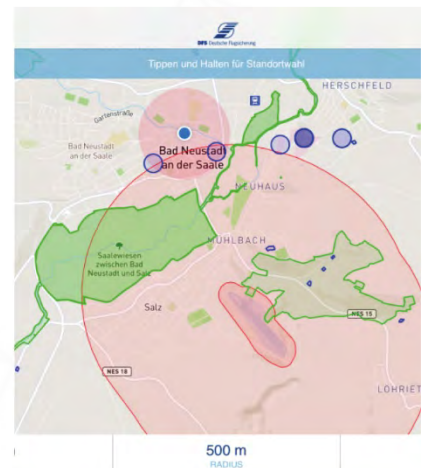 DFS Deutsche Flugsicherung
Tippen und Halten für Standortwahl
HERSCHFELD
Gartenstraße
Bad Neustadt
an der Saale
Bad Neustadt
an der Saale
NEUHAUS
MÜHLBACH
Saalewiesen
zwischen Bad
Neustadt und Salz
Salz
NES 15
NES 18
LOHRIET
500 m
RADIUS